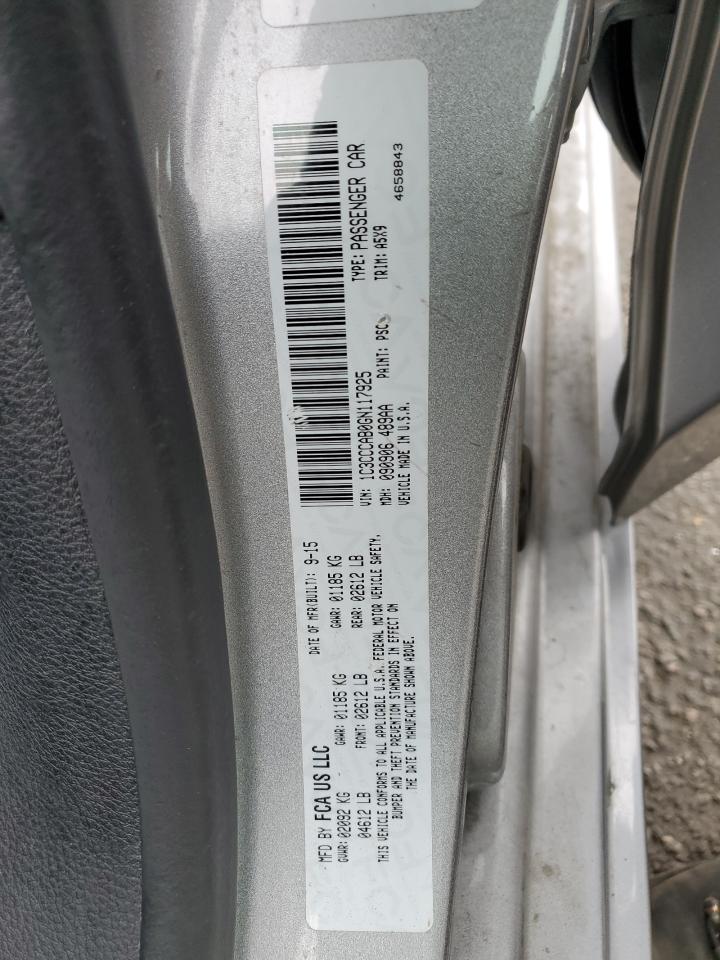 MFD BY FCA US LLC
DATE OF MFR(BUILT): 9-15
GVWR: 02092 KG
GAWR: 01185 KG
GAWR: 01185 KG
04612 LB
FRONT: 02612 LB
REAR: 02612 LB
THIS VEHICLE CONFORMS TO ALL APPLICABLE U.S.A. FEDERAL MOTOR VEHICLE SAFETY,
BUMPER AND THEFT PREVENTION STANDARDS IN EFFECT ON
THE DATE OF MANUFACTURE SHOWN ABOVE.
VIN: 1C3CCCAB0GN117925
TYPE: PASSENGER CAR
MDH: 090906 489AA
PAINT: PSC
TRIM: A5X9
VEHICLE MADE IN U.S.A.
4658843